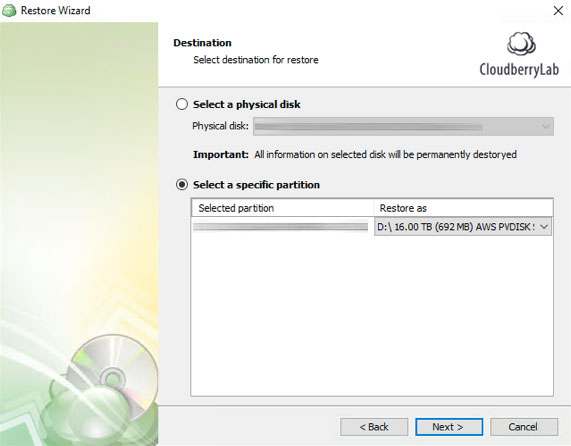 Restore Wizard
Destination
Select destination for restore
CloudberryLab
Select a physical disk
Physical disk:
Important: All information on selected disk will be permanently destoryed
Select a specific partition
Selected partition Restore as
D:\ 16.00 TB (692 MB) AWS PVDISK
< Back Next > Cancel